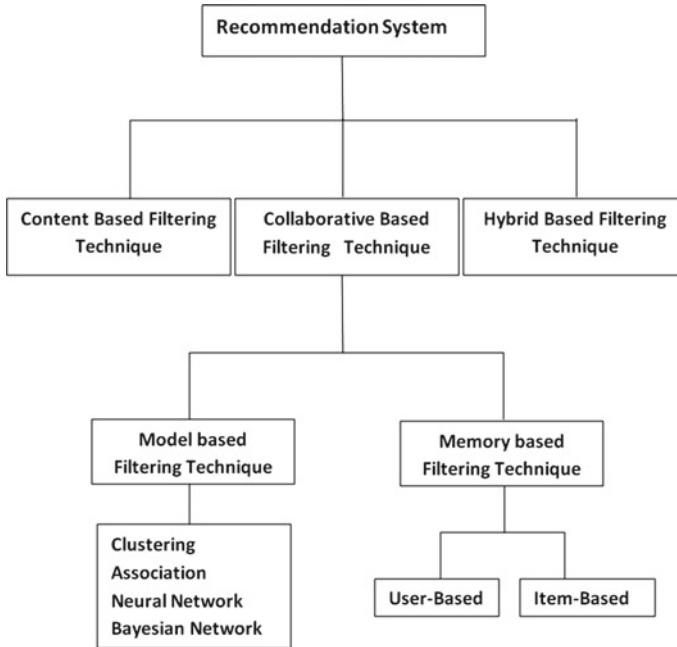 Recommendation System
Content Based Filtering
Technique
Collaborative Based
Filtering Technique
Hybrid Based Filtering
Technique
Model based
Filtering Technique
Memory based
Filtering Technique
Clustering
Association
Neural Network
Bayesian Network
User-Based
Item-Based